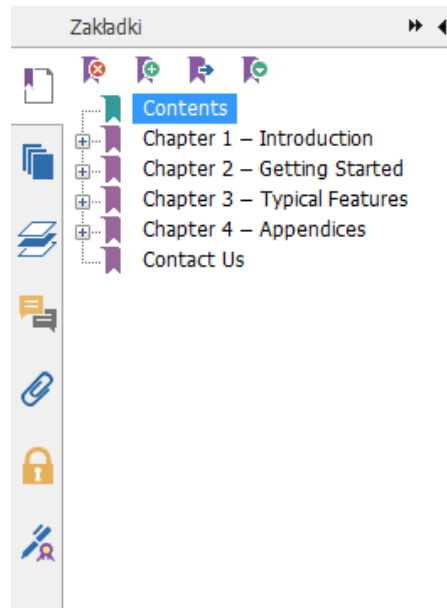 Zakładki
Contents
Chapter 1 – Introduction
Chapter 2 – Getting Started
Chapter 3 – Typical Features
Chapter 4 – Appendices
Contact Us